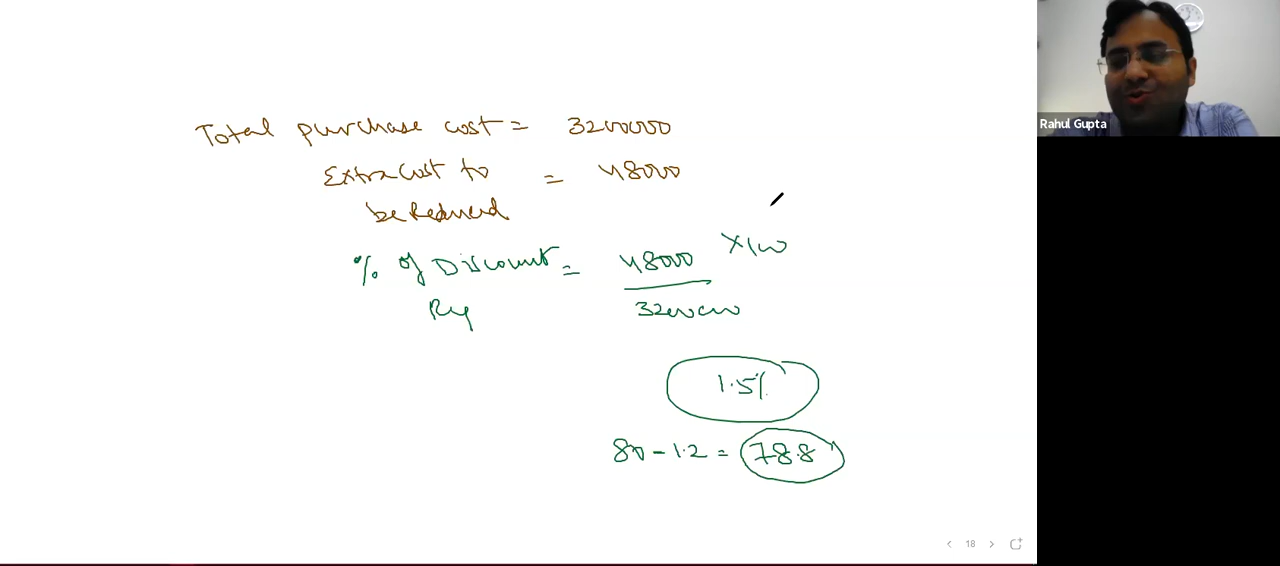 Total purchase cost = 3200000
Extra cost to = 48000
be Reduced
% of Discount = 48000 × 100
Req 3200000
1.5%
80 - 1.2 = 78.8
Rahul Gupta
18